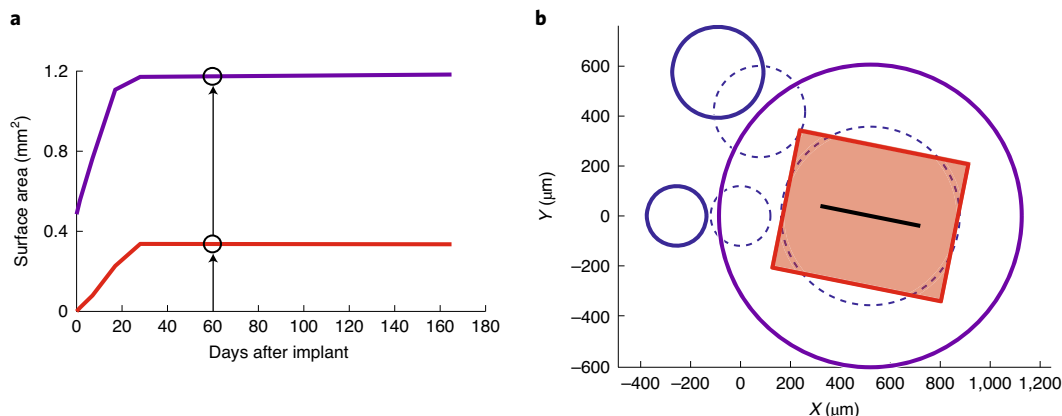 a
1.2
0.8
0.4
0
Surface area (mm²)
0 20 40 60 80 100 120 140 160 180
Days after implant
b
600
400
200
0
−200
−400
−600
Y (μm)
−400 −200 0 200 400 600 800 1,000 1,200
X (μm)